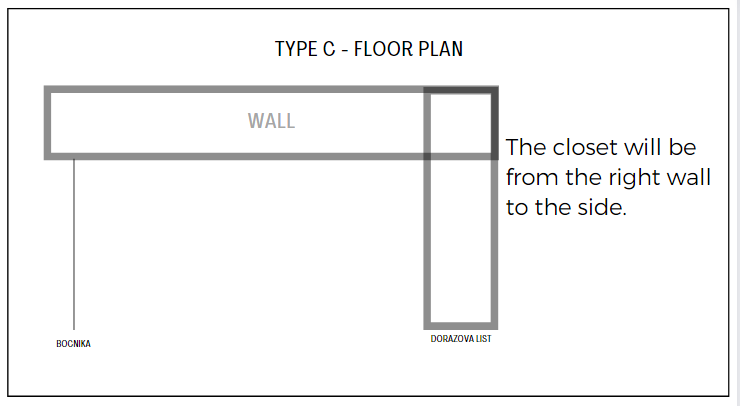 TYPE C - FLOOR PLAN
WALL
The closet will be
from the right wall
to the side.
BOCNIKA
DORAZOVA LIST